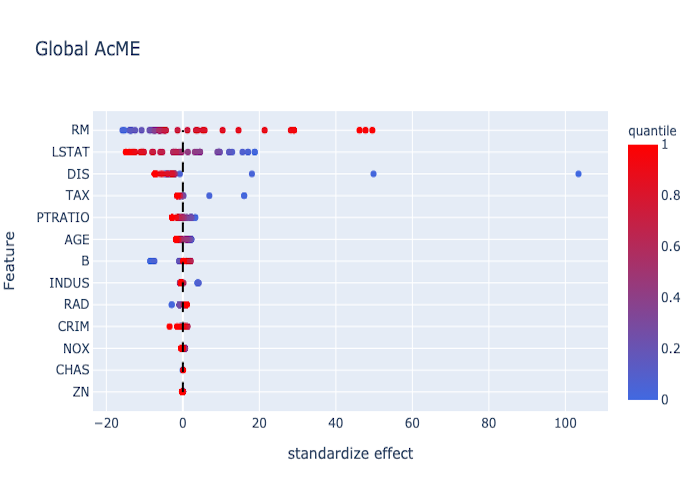 Global AcME
quantile
RM
LSTAT
DIS
TAX
PTRATIO
AGE
B
INDUS
RAD
CRIM
NOX
CHAS
ZN
Feature
−20
0
20
40
60
80
100
standardize effect
1
0.8
0.6
0.4
0.2
0